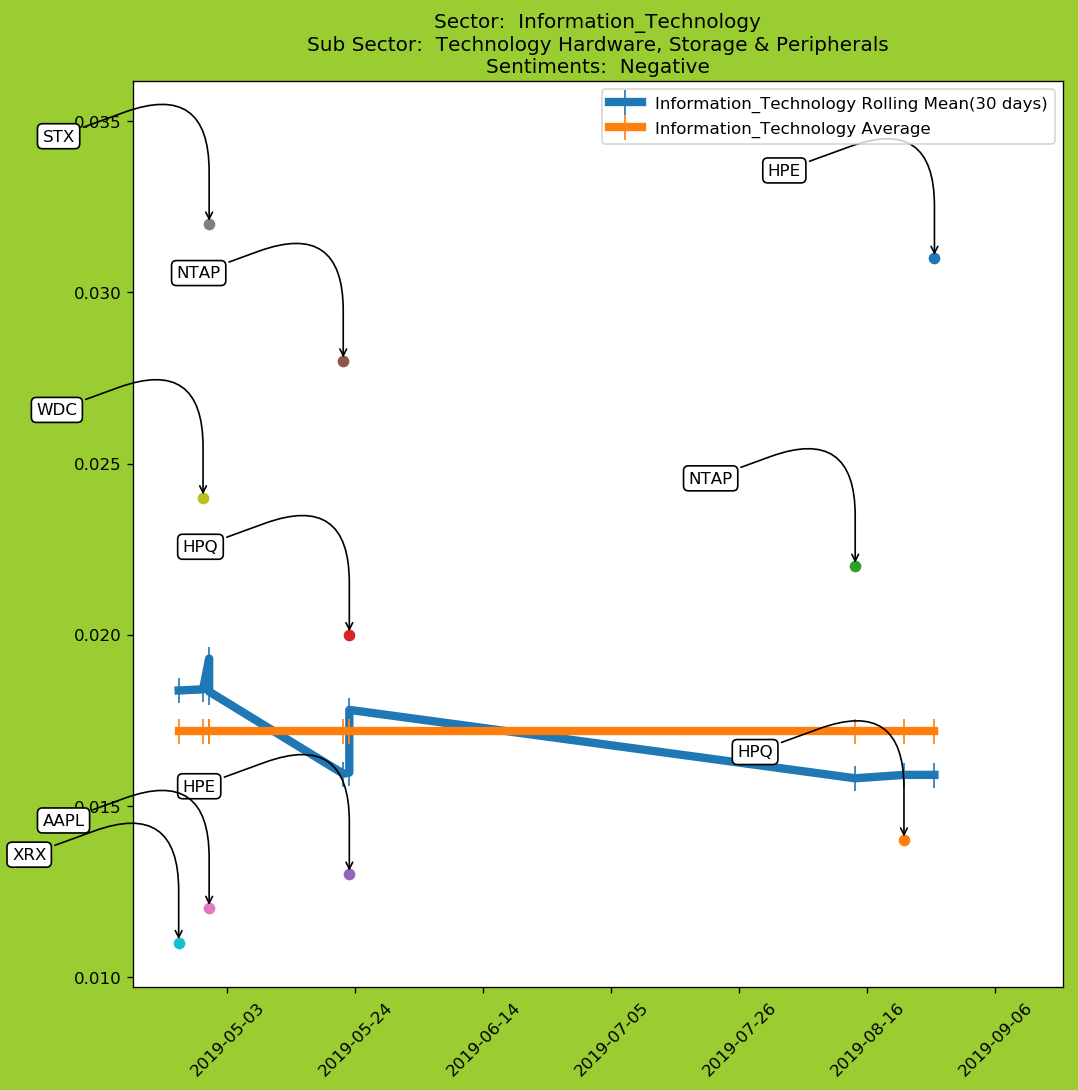 Sector:  Information_Technology
Sub Sector:  Technology Hardware, Storage & Peripherals
Sentiments:  Negative
Information_Technology Rolling Mean(30 days)
Information_Technology Average
0.035
STX
HPE
NTAP
0.030
WDC
0.025
NTAP
HPQ
0.020
HPQ
HPE
0.015
AAPL
XRX
0.010
2019-05-03
2019-05-24
2019-06-14
2019-07-05
2019-07-26
2019-08-16
2019-09-06